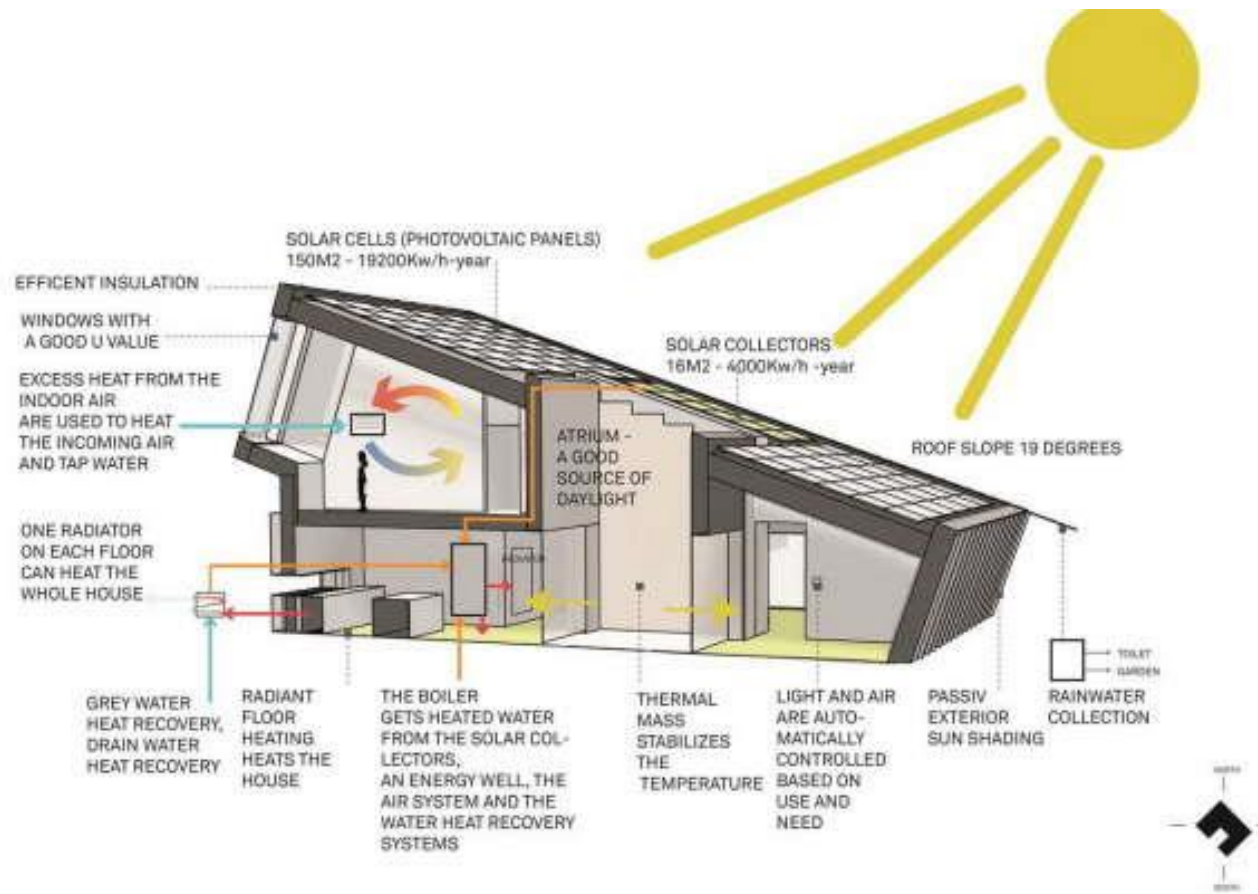 SOLAR CELLS (PHOTOVOLTAIC PANELS)
150M2 - 19200Kw/h-year
EFFICENT INSULATION
WINDOWS WITH
A GOOD U VALUE
EXCESS HEAT FROM THE
INDOOR AIR
ARE USED TO HEAT
THE INCOMING AIR
AND TAP WATER
ONE RADIATOR
ON EACH FLOOR
CAN HEAT THE
WHOLE HOUSE
SOLAR COLLECTORS
16M2 - 4000Kw/h -year
ATRIUM -
A GOOD
SOURCE OF
DAYLIGHT
ROOF SLOPE 19 DEGREES
GREY WATER
HEAT RECOVERY,
DRAIN WATER
HEAT RECOVERY
RADIANT
FLOOR
HEATING
HEATS THE
HOUSE
THE BOILER
GETS HEATED WATER
FROM THE SOLAR COL-
LECTORS,
AN ENERGY WELL, THE
AIR SYSTEM AND THE
WATER HEAT RECOVERY
SYSTEMS
THERMAL
MASS
STABILIZES
THE
TEMPERATURE
LIGHT AND AIR
ARE AUTO-
MATICALLY
CONTROLLED
BASED ON
USE AND
NEED
PASSIV
EXTERIOR
SUN SHADING
TOILET
GARDEN
RAINWATER
COLLECTION
NORTH
SOUTH